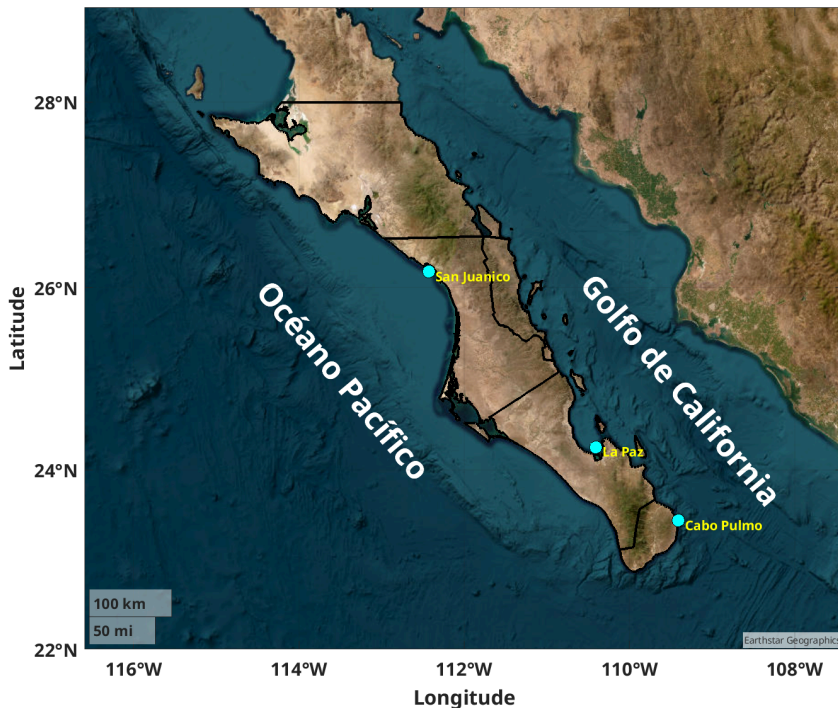 28°N
26°N
24°N
22°N
Latitude
San Juanico
Océano Pacífico
Golfo de California
La Paz
Cabo Pulmo
100 km
50 mi
Earthstar Geographics
116°W
114°W
112°W
110°W
108°W
Longitude